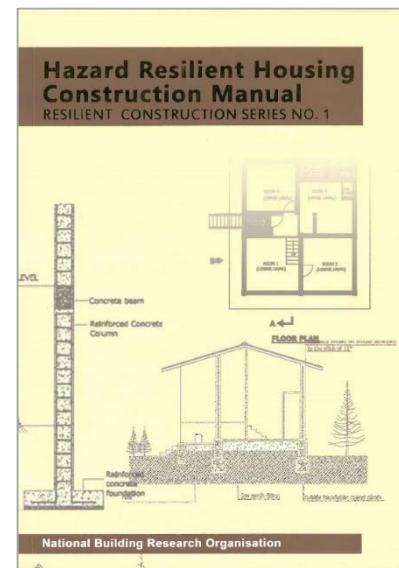 Hazard Resilient Housing
Construction Manual
RESILIENT CONSTRUCTION SERIES NO. 1
LEVEL
Concrete beam
Reinforced Concrete
Column
Reinforced
concrete
foundation
B
A
FLOOR PLAN
National Building Research Organisation